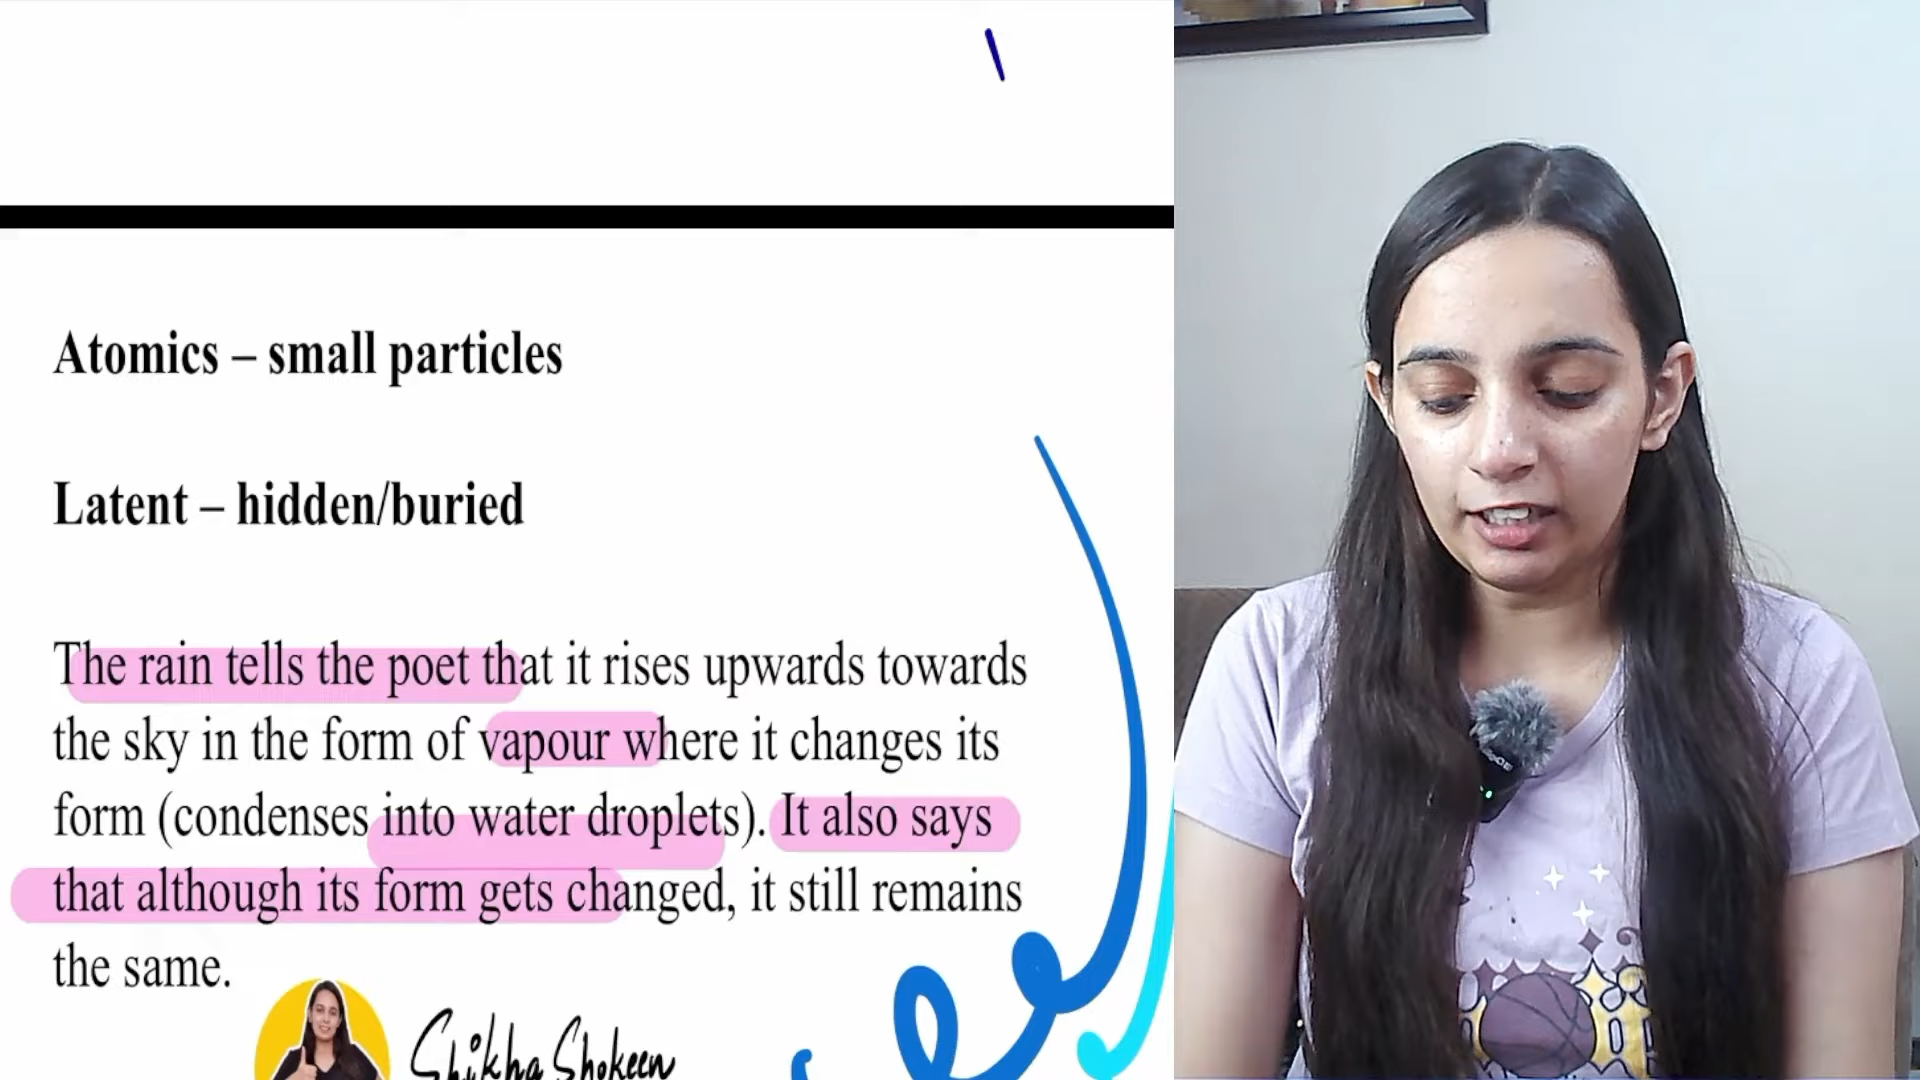 Atomics – small particles
Latent – hidden/buried
The rain tells the poet that it rises upwards towards
the sky in the form of vapour where it changes its
form (condenses into water droplets). It also says
that although its form gets changed, it still remains
the same.
Shikha Shokeen